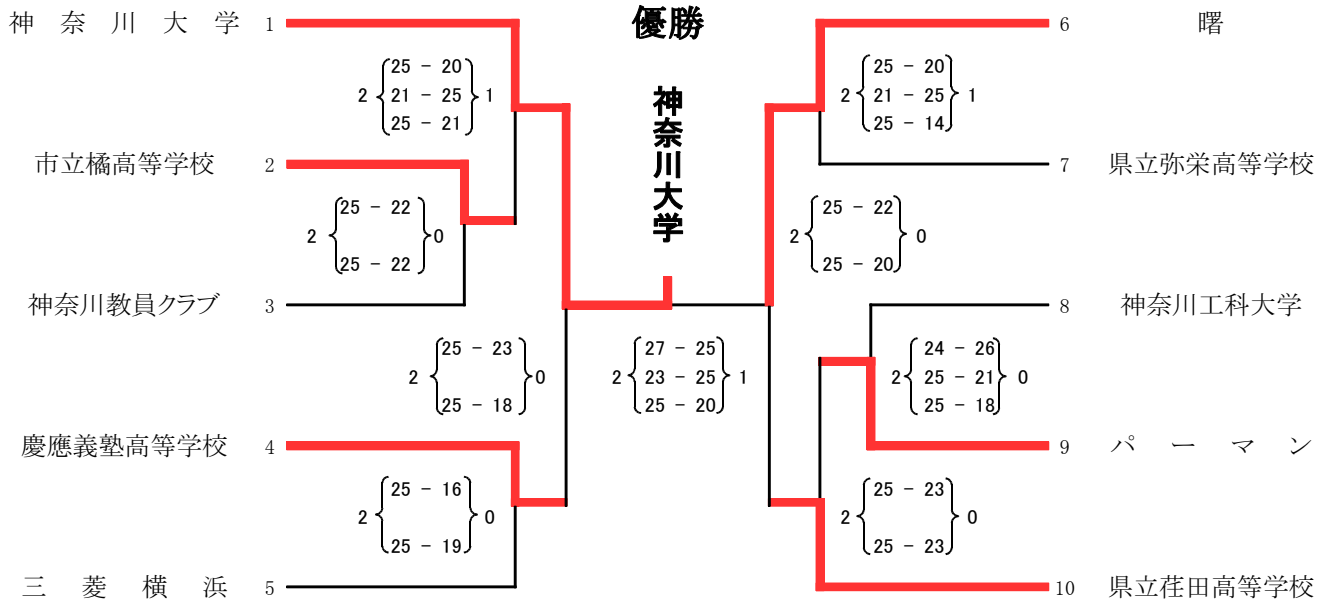 優勝
神奈川大学
神奈川大学 1
2 25 - 20 1
21 - 25
25 - 21
市立橘高等学校 2
2 25 - 22 0
25 - 22
神奈川教員クラブ 3
2 25 - 23 0
25 - 18
慶應義塾高等学校 4
2 25 - 16 0
25 - 19
三菱横浜 5
2 27 - 25 1
23 - 25
25 - 20
6 曙
2 25 - 20 1
21 - 25
25 - 14
7 県立弥栄高等学校
2 25 - 22 0
25 - 20
8 神奈川工科大学
2 24 - 26 0
25 - 21
25 - 18
9 パーマン
2 25 - 23 0
25 - 23
10 県立荏田高等学校